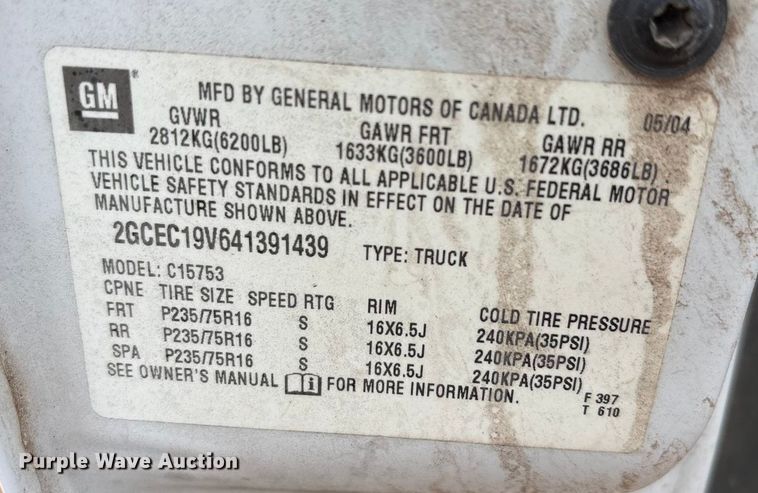 GM ®
MFD BY GENERAL MOTORS OF CANADA LTD. 05/04
GVWR GAWR FRT GAWR RR
2812KG(6200LB) 1633KG(3600LB) 1672KG(3686LB)
THIS VEHICLE CONFORMS TO ALL APPLICABLE U.S. FEDERAL MOTOR
VEHICLE SAFETY STANDARDS IN EFFECT ON THE DATE OF
MANUFACTURE SHOWN ABOVE.
2GCEC19V641391439 TYPE: TRUCK
MODEL: C15753
CPNE TIRE SIZE SPEED RTG RIM COLD TIRE PRESSURE
FRT P235/75R16 S 16X6.5J 240KPA(35PSI)
RR P235/75R16 S 16X6.5J 240KPA(35PSI)
SPA P235/75R16 S 16X6.5J 240KPA(35PSI)
SEE OWNER'S MANUAL i FOR MORE INFORMATION.
F 397
T 610
Purple Wave Auction